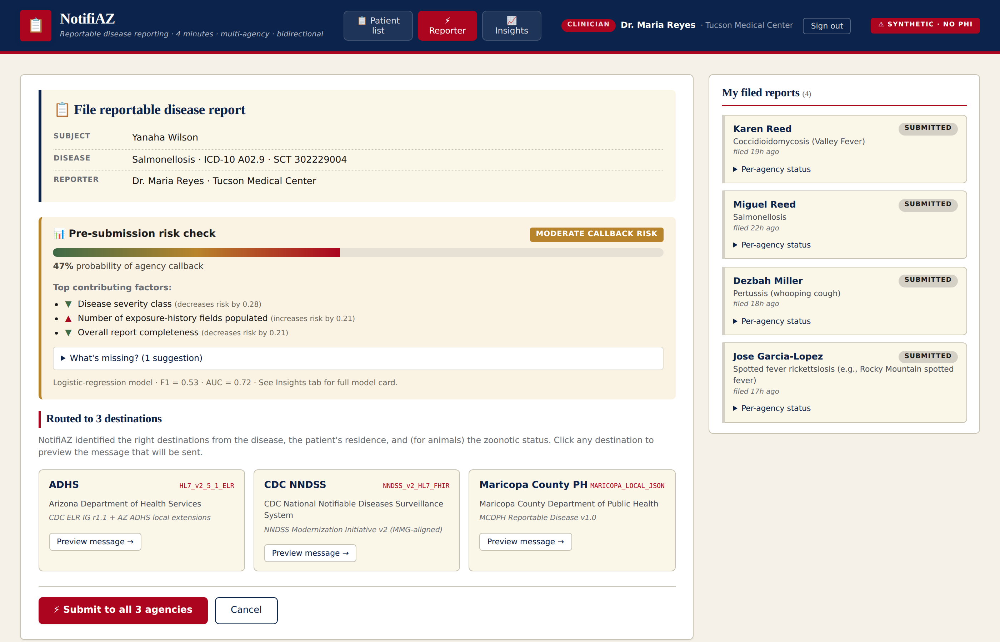 NotifiAZ
Reportable disease reporting · 4 minutes · multi-agency · bidirectional
📋 Patient
list
⚡
Reporter
📈
Insights
CLINICIAN Dr. Maria Reyes · Tucson Medical Center
Sign out
⚠ SYNTHETIC · NO PHI
📋 File reportable disease report
SUBJECT Yanaha Wilson
DISEASE Salmonellosis · ICD-10 A02.9 · SCT 302229004
REPORTER Dr. Maria Reyes · Tucson Medical Center
📊 Pre-submission risk check
MODERATE CALLBACK RISK
47% probability of agency callback
Top contributing factors:
• ▼ Disease severity class (decreases risk by 0.28)
• ▲ Number of exposure-history fields populated (increases risk by 0.21)
• ▼ Overall report completeness (decreases risk by 0.21)
▶ What's missing? (1 suggestion)
Logistic-regression model · F1 = 0.53 · AUC = 0.72 · See Insights tab for full model card.
Routed to 3 destinations
NotifiAZ identified the right destinations from the disease, the patient's residence, and (for animals) the zoonotic status. Click any destination to
preview the message that will be sent.
ADHS HL7_v2_5_1_ELR
Arizona Department of Health Services
CDC ELR IG r1.1 + AZ ADHS local extensions
Preview message →
CDC NNDSS NNDSS_v2_HL7_FHIR
CDC National Notifiable Diseases Surveillance
System
NNDSS Modernization Initiative v2 (MMG-aligned)
Preview message →
Maricopa County PH MARICOPA_LOCAL_JSON
Maricopa County Department of Public Health
MCDPH Reportable Disease v1.0
Preview message →
⚡ Submit to all 3 agencies
Cancel
My filed reports (4)
Karen Reed SUBMITTED
Coccidioidomycosis (Valley Fever)
filed 19h ago
▶ Per-agency status
Miguel Reed SUBMITTED
Salmonellosis
filed 22h ago
▶ Per-agency status
Dezbah Miller SUBMITTED
Pertussis (whooping cough)
filed 18h ago
▶ Per-agency status
Jose Garcia-Lopez SUBMITTED
Spotted fever rickettsiosis (e.g., Rocky Mountain spotted
fever)
filed 17h ago
▶ Per-agency status